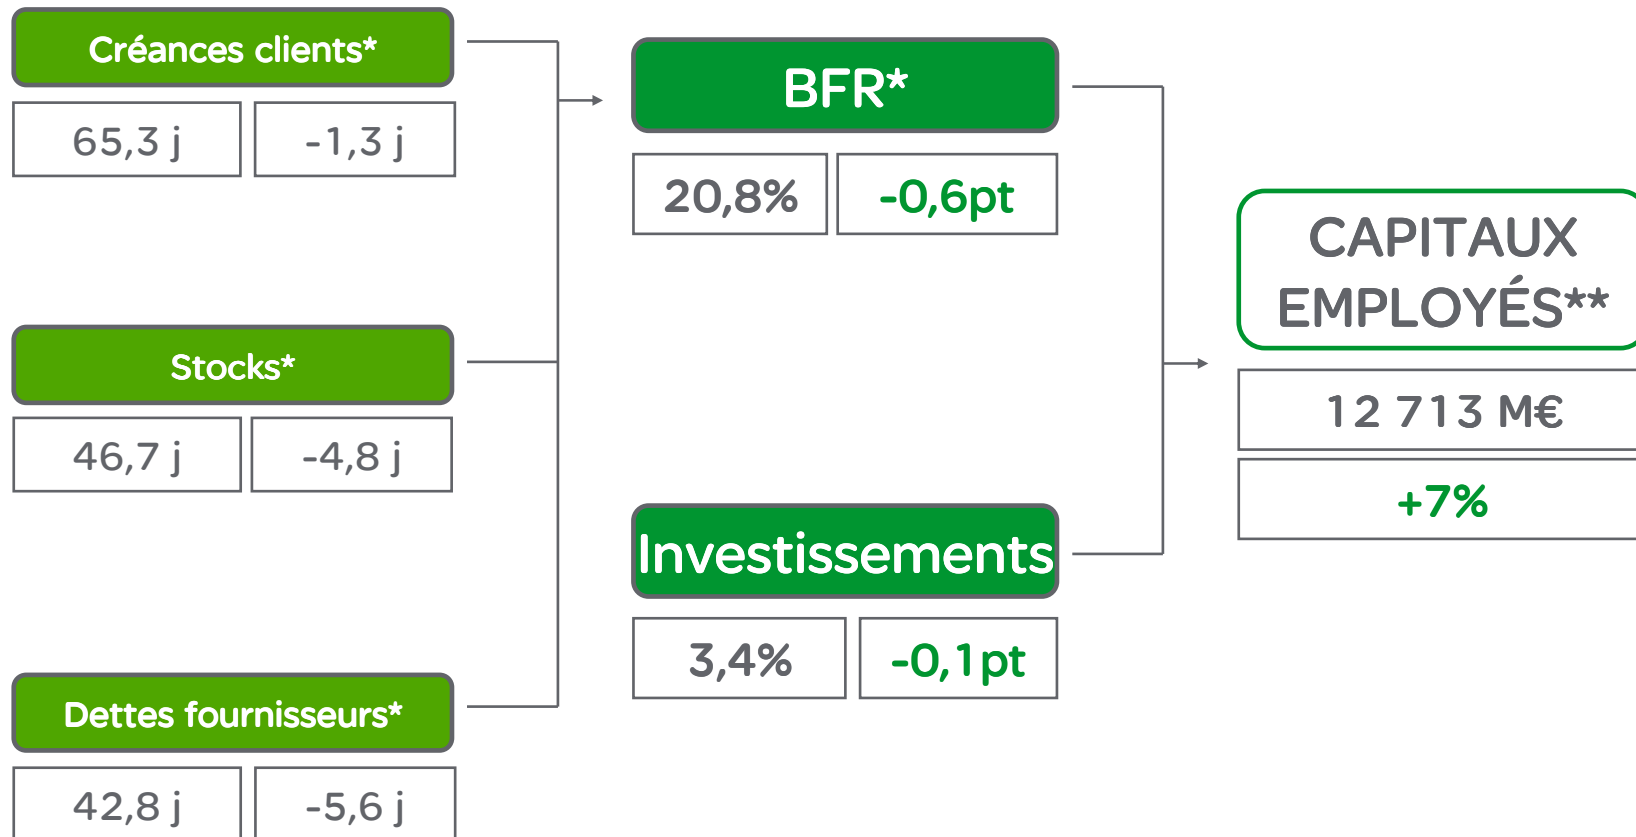 Créances clients*
65,3 j
-1,3 j
Stocks*
46,7 j
-4,8 j
Dettes fournisseurs*
42,8 j
-5,6 j
BFR*
20,8%
-0,6pt
Investissements
3,4%
-0,1pt
CAPITAUX
EMPLOYÉS**
12 713 M€
+7%